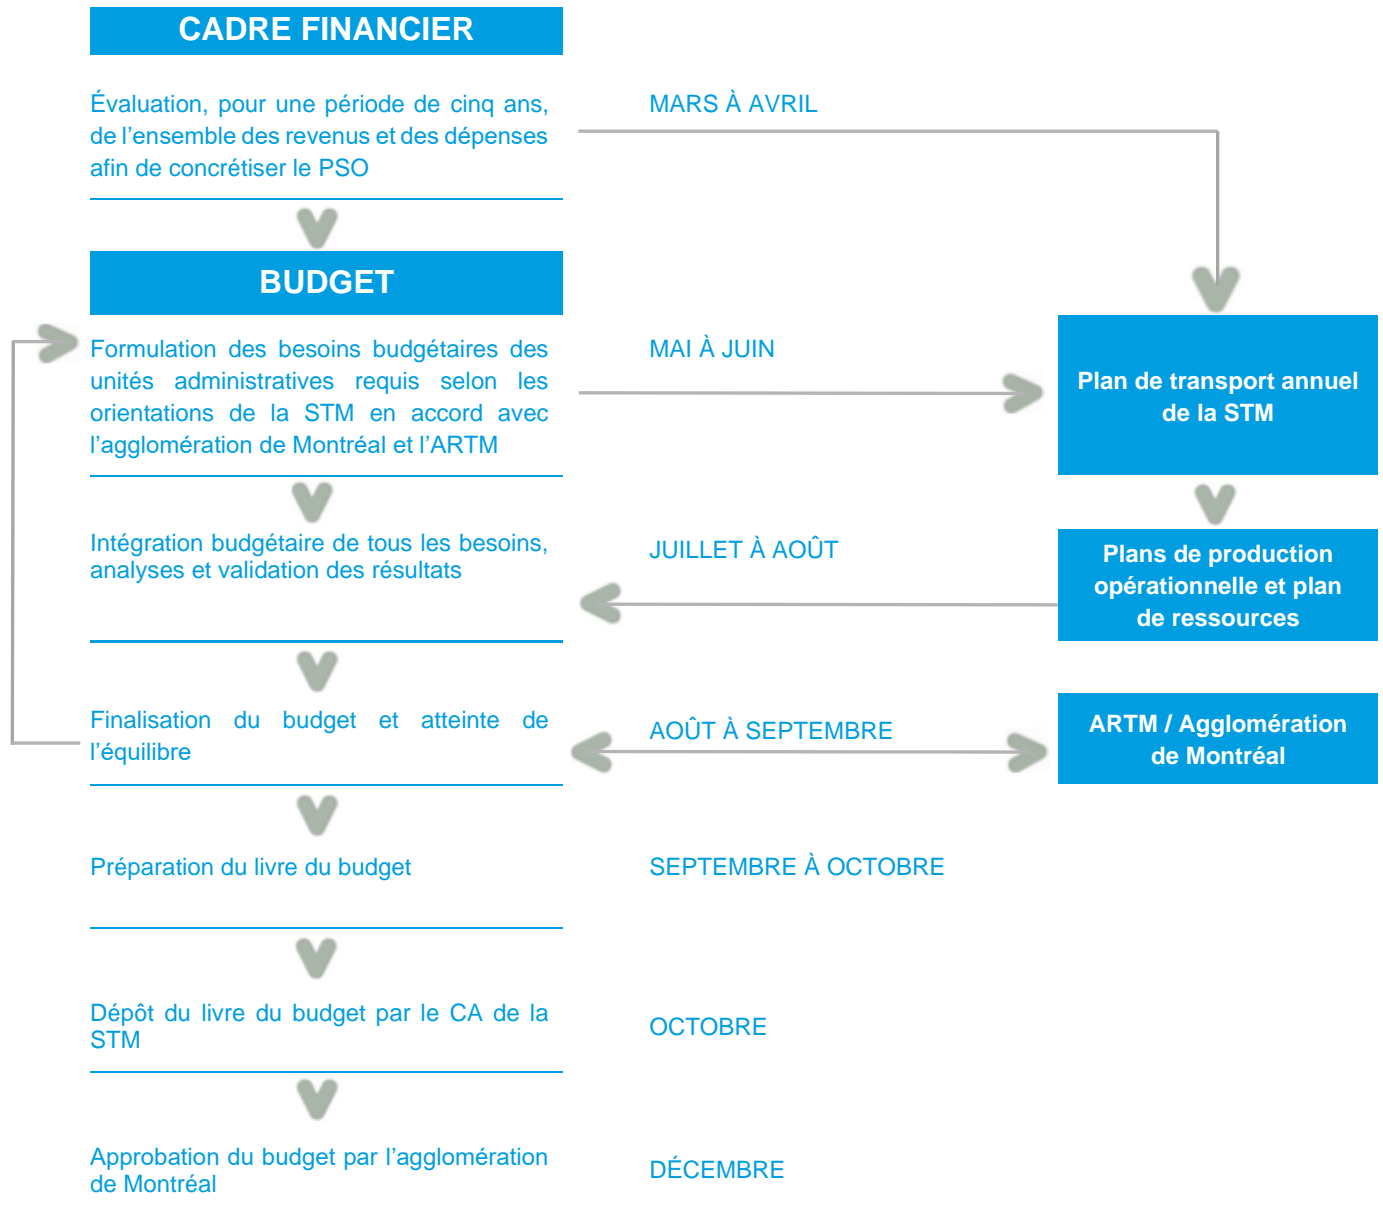 CADRE FINANCIER
Évaluation, pour une période de cinq ans,
de l’ensemble des revenus et des dépenses
afin de concrétiser le PSO
MARS À AVRIL
BUDGET
Formulation des besoins budgétaires des
unités administratives requis selon les
orientations de la STM en accord avec
l’agglomération de Montréal et l’ARTM
MAI À JUIN
Plan de transport annuel
de la STM
Intégration budgétaire de tous les besoins,
analyses et validation des résultats
JUILLET À AOÛT
Plans de production
opérationnelle et plan
de ressources
Finalisation du budget et atteinte de
l’équilibre
AOÛT À SEPTEMBRE
ARTM / Agglomération
de Montréal
Préparation du livre du budget
SEPTEMBRE À OCTOBRE
Dépôt du livre du budget par le CA de la
STM
OCTOBRE
Approbation du budget par l’agglomération
de Montréal
DÉCEMBRE